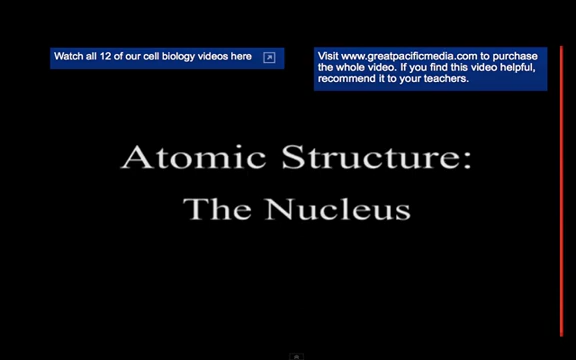 Watch all 12 of our cell biology videos here
Visit www.greatpacificmedia.com to purchase
the whole video. If you find this video helpful,
recommend it to your teachers.
Atomic Structure:
The Nucleus